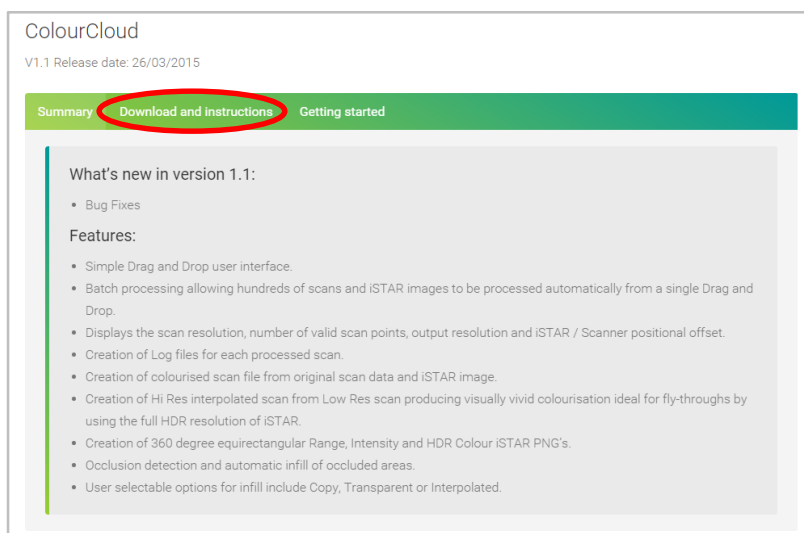 ColourCloud
V1.1 Release date: 26/03/2015
Summary Download and instructions Getting started
What's new in version 1.1:
• Bug Fixes
Features:
• Simple Drag and Drop user interface.
• Batch processing allowing hundreds of scans and iSTAR images to be processed automatically from a single Drag and
Drop.
• Displays the scan resolution, number of valid scan points, output resolution and iSTAR / Scanner positional offset.
• Creation of Log files for each processed scan.
• Creation of colourised scan file from original scan data and iSTAR image.
• Creation of Hi Res interpolated scan from Low Res scan producing visually vivid colourisation ideal for fly-throughs by
using the full HDR resolution of iSTAR.
• Creation of 360 degree equirectangular Range, Intensity and HDR Colour iSTAR PNG's.
• Occlusion detection and automatic infill of occluded areas.
• User selectable options for infill include Copy, Transparent or Interpolated.